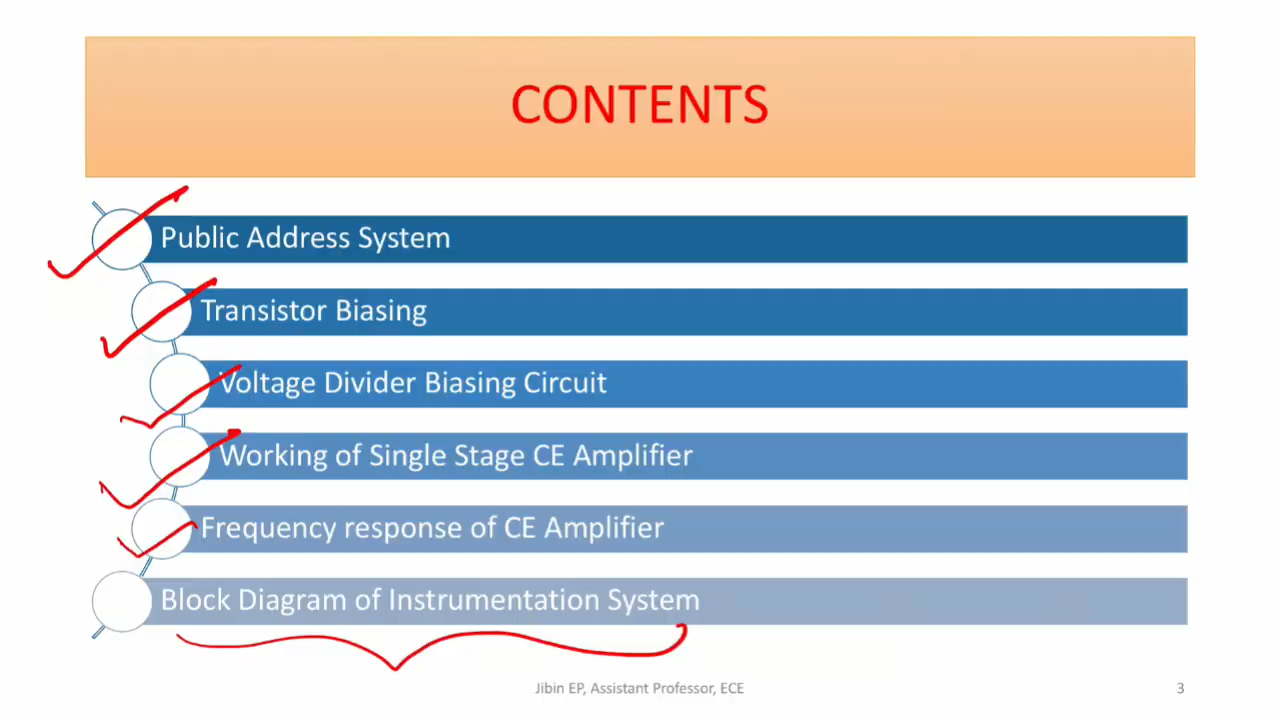 CONTENTS
Public Address System
Transistor Biasing
Voltage Divider Biasing Circuit
Working of Single Stage CE Amplifier
Frequency response of CE Amplifier
Block Diagram of Instrumentation System
Jibin EP, Assistant Professor, ECE
3